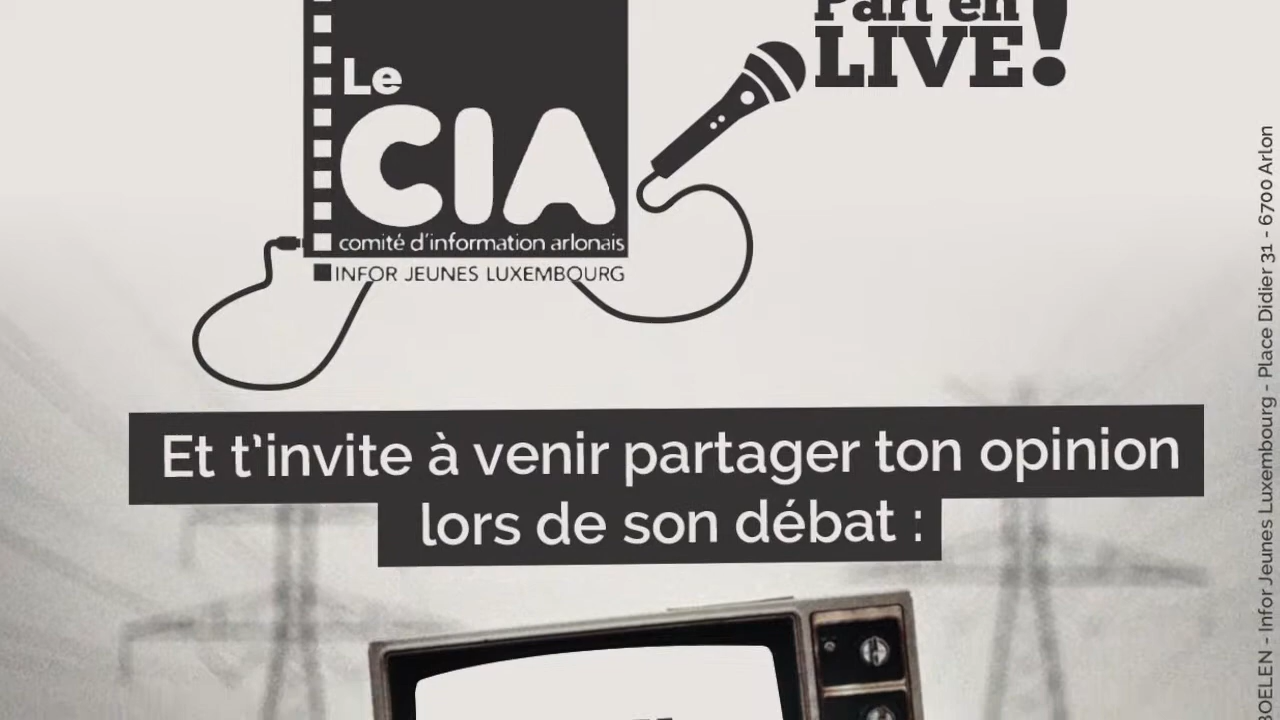 Part en
LIVE!
Le
CIA
comité d'information arlonais
INFOR JEUNES LUXEMBOURG
Et t'invite à venir partager ton opinion
lors de son débat :
BOELEN - Infor Jeunes Luxembourg - Place Didier 31 - 6700 Arlon